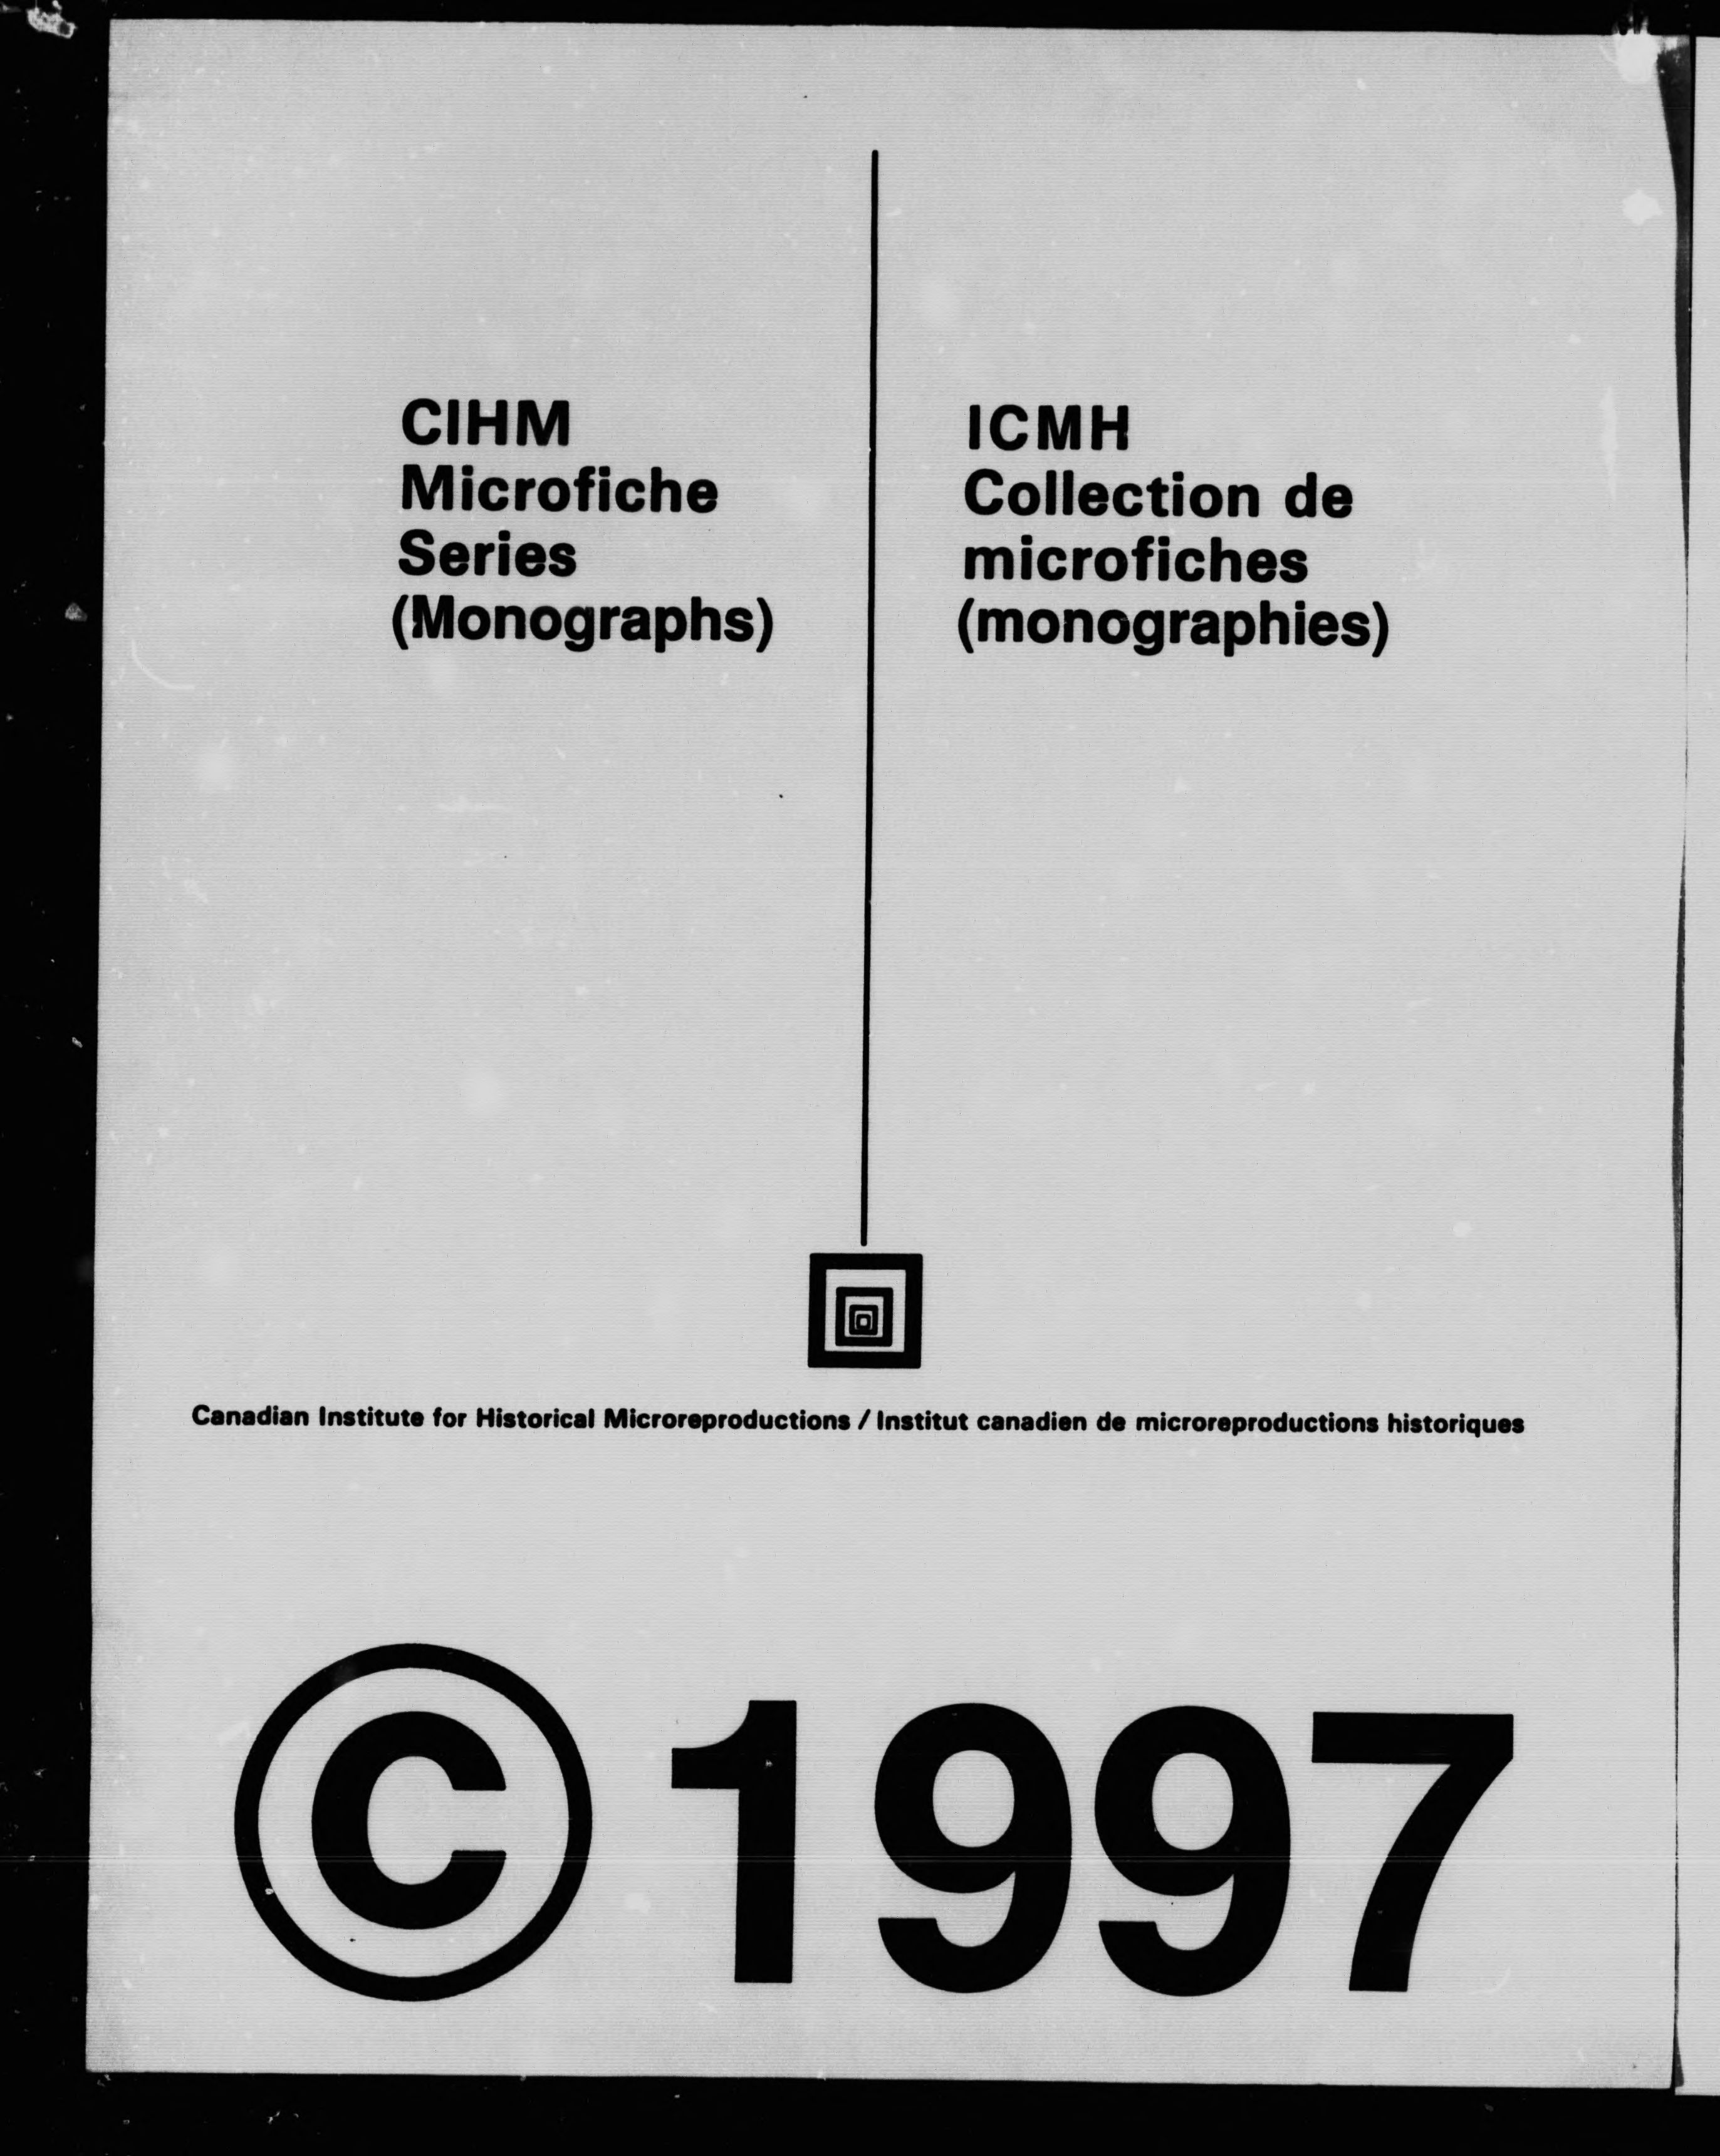 CIHM
Microfiche
Series
(Monographs)
ICMH
Collection de
microfiches
(monographies)
Canadian Institute for Historical Microreproductions / Institut canadien de microreproductions historiques
©1997